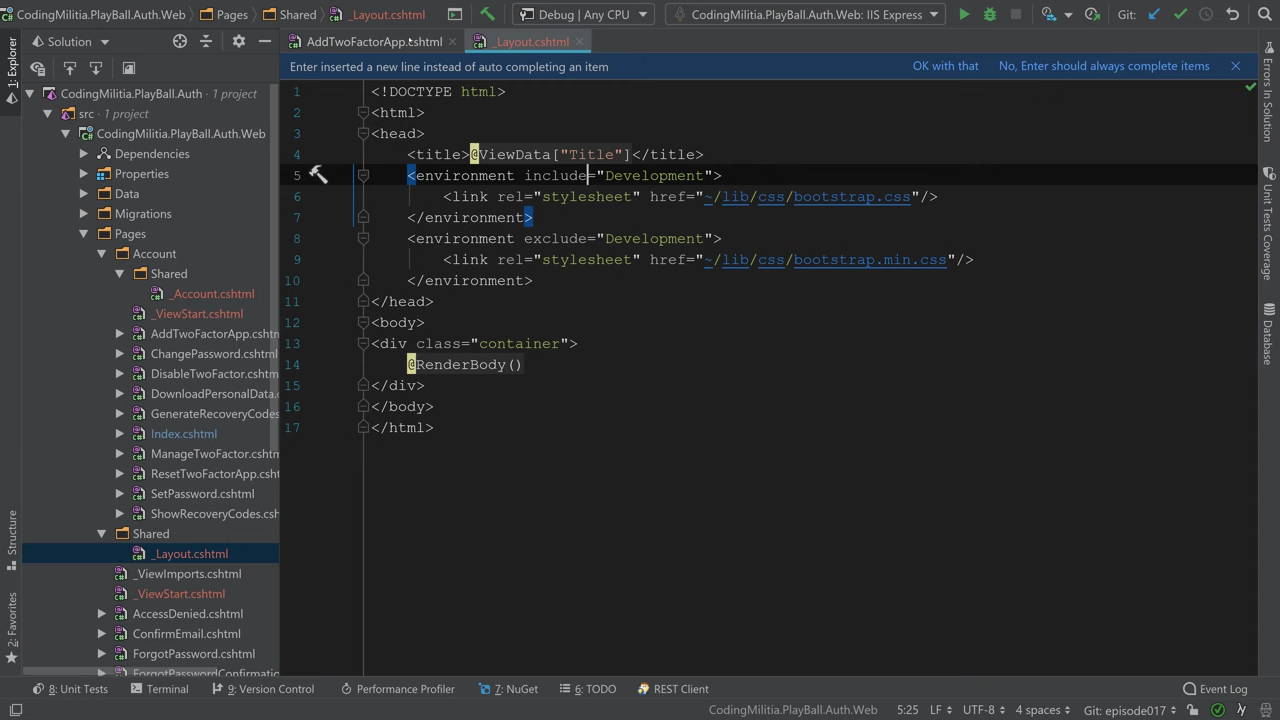 CodingMilitia.PlayBall.Auth.Web
Pages
Shared
_Layout.cshtml
Debug | Any CPU
CodingMilitia.PlayBall.Auth.Web: IIS Express
Git:
1: Explorer
Solution
AddTwoFactorApp.cshtml
_Layout.cshtml
Enter inserted a new line instead of auto completing an item
OK with that
No, Enter should always complete items
CodingMilitia.PlayBall.Auth 1 project
src 1 project
CodingMilitia.PlayBall.Auth.Web
Dependencies
Properties
Data
Migrations
Pages
Account
Shared
_Account.cshtml
_ViewStart.cshtml
AddTwoFactorApp.cshtm
ChangePassword.cshtml
DisableTwoFactor.cshtm
DownloadPersonalData.c
GenerateRecoveryCodes
Index.cshtml
ManageTwoFactor.cshtm
ResetTwoFactorApp.csht
SetPassword.cshtml
ShowRecoveryCodes.csh
Shared
_Layout.cshtml
_ViewImports.cshtml
_ViewStart.cshtml
AccessDenied.cshtml
ConfirmEmail.cshtml
ForgotPassword.cshtml
ForgotPasswordConfirmation
1 <!DOCTYPE html>
2 <html>
3 <head>
4 <title>@ViewData["Title"]</title>
5 <environment include="Development">
6 <link rel="stylesheet" href="~/lib/css/bootstrap.css"/>
7 </environment>
8 <environment exclude="Development">
9 <link rel="stylesheet" href="~/lib/css/bootstrap.min.css"/>
10 </environment>
11 </head>
12 <body>
13 <div class="container">
14 @RenderBody()
15 </div>
16 </body>
17 </html>
Errors In Solution
Unit Tests Coverage
Database
Structure
2: Favorites
8: Unit Tests
Terminal
9: Version Control
Performance Profiler
7: NuGet
6: TODO
REST Client
Event Log
CodingMilitia.PlayBall.Auth.Web
5:25
LF
UTF-8
4 spaces
Git: episode017